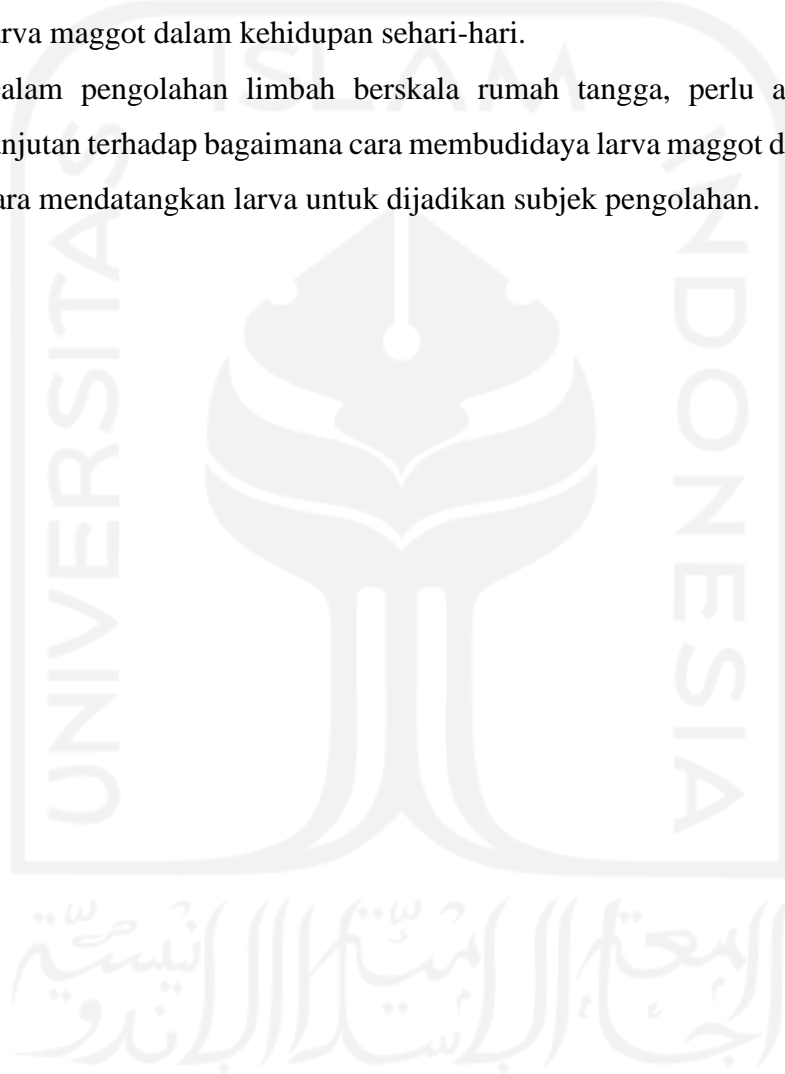 arva maggot dalam kehidupan sehari-hari.
alam pengolahan limbah berskala rumah tangga, perlu a
njutan terhadap bagaimana cara membudidaya larva maggot d
ara mendatangkan larva untuk dijadikan subjek pengolahan.
ISLAM
UNIVERSITAS
INDONESIA